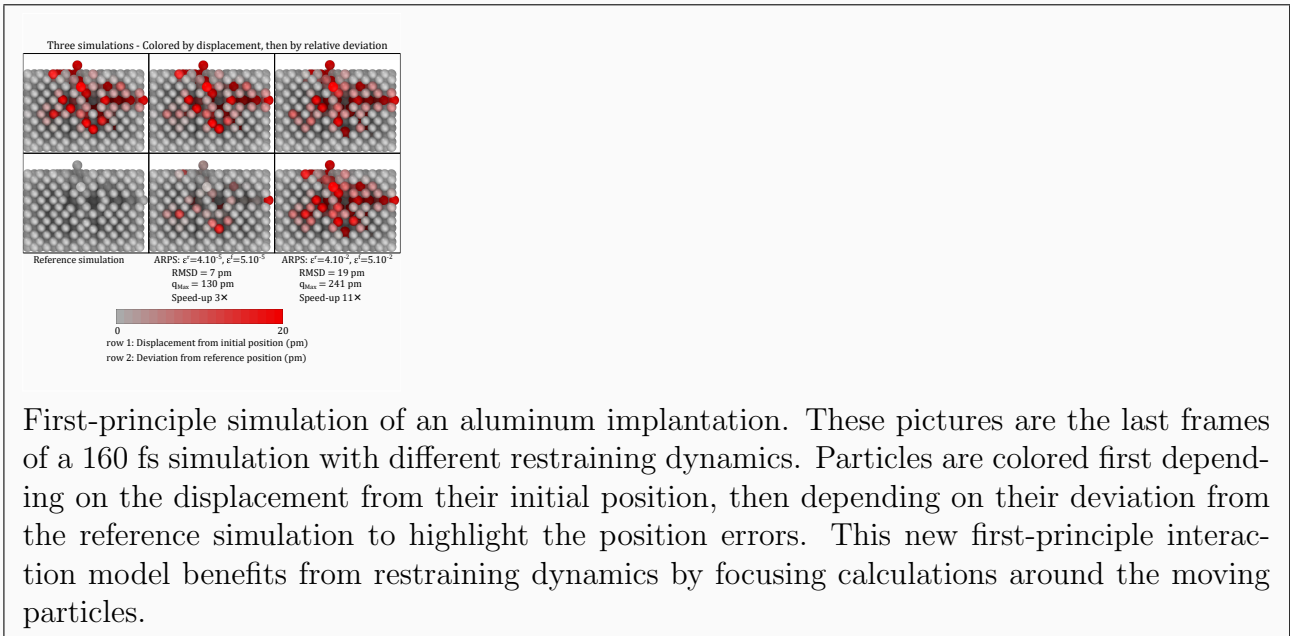 Three simulations - Colored by displacement, then by relative deviation
Reference simulation
ARPS: εʳ=4.10⁻⁵, εᶠ=5.10⁻⁵
RMSD = 7 pm
qMax = 130 pm
Speed-up 3×
ARPS: εʳ=4.10⁻², εᶠ=5.10⁻²
RMSD = 19 pm
qMax = 241 pm
Speed-up 11×
0 20
row 1: Displacement from initial position (pm)
row 2: Deviation from reference position (pm)
First-principle simulation of an aluminum implantation. These pictures are the last frames
of a 160 fs simulation with different restraining dynamics. Particles are colored first depend-
ing on the displacement from their initial position, then depending on their deviation from
the reference simulation to highlight the position errors. This new first-principle interac-
tion model benefits from restraining dynamics by focusing calculations around the moving
particles.